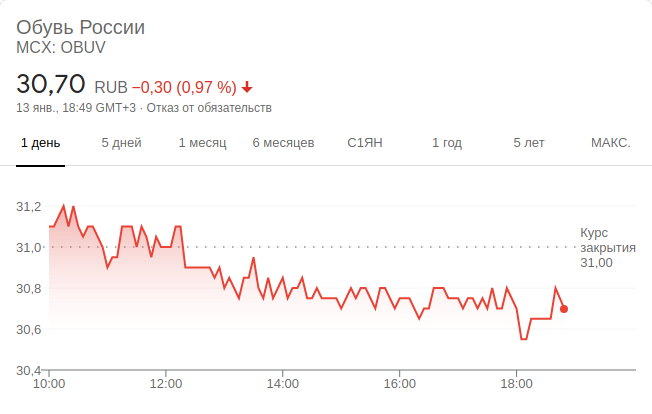 Обувь России
MCX: OBUV
30,70 RUB −0,30 (0,97 %)
13 янв., 18:49 GMT+3 · Отказ от обязательств
1 день 5 дней 1 месяц 6 месяцев С1ЯН 1 год 5 лет МАКС.
31,2
Курс
31,0 закрытия
31,00
30,8
30,6
30,4
10:00 12:00 14:00 16:00 18:00